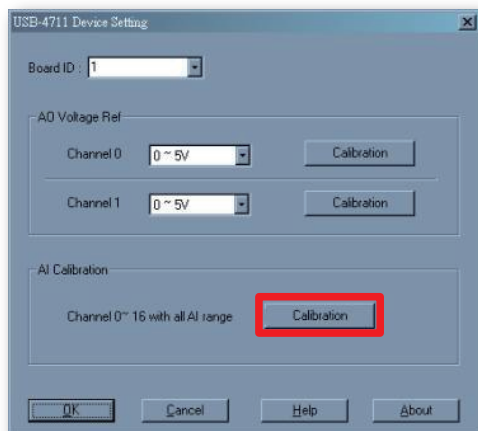 USB-4711 Device Setting
Board ID : 1
AO Voltage Ref
Channel 0 0 ~ 5V Calibration
Channel 1 0 ~ 5V Calibration
AI Calibration
Channel 0~ 16 with all AI range Calibration
OK Cancel Help About